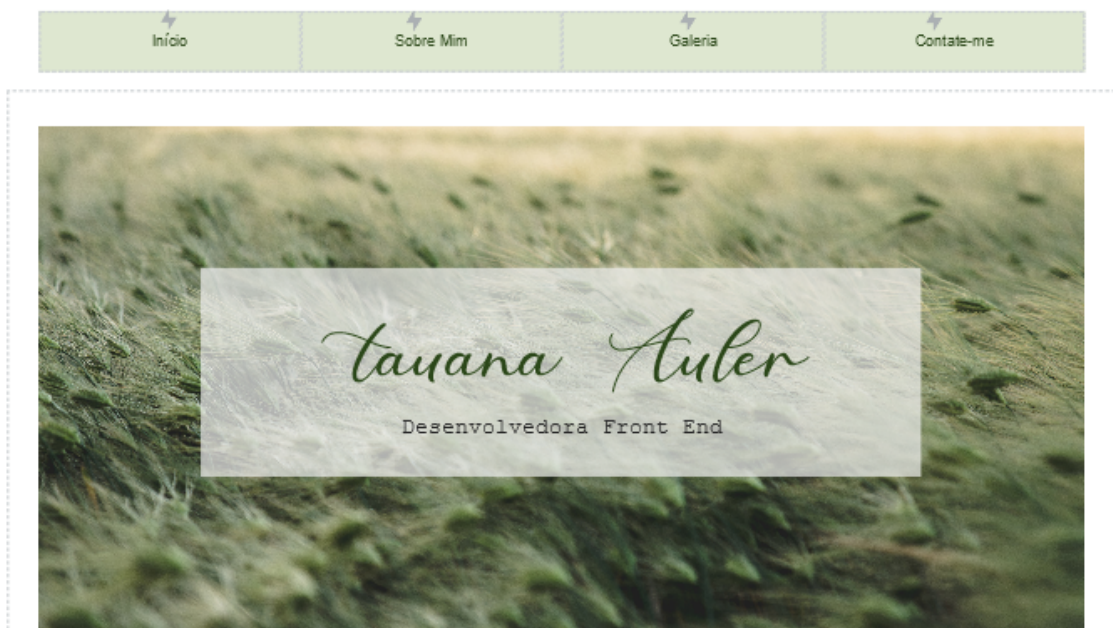 Início
Sobre Mim
Galeria
Contate-me
tauana Auler
Desenvolvedora Front End